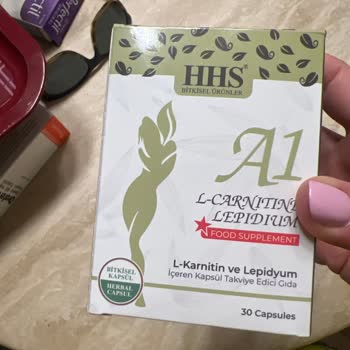 HHS®
BİTKİSEL ÜRÜNLER
A1
L-CARNITINE
LEPIDIUM
FOOD SUPPLEMENT
L-Karnitin ve Lepidyum
İçeren Kapsül Takviye Edici Gıda
BİTKİSEL
KAPSÜL
HERBAL
CAPSUL
30 Capsules